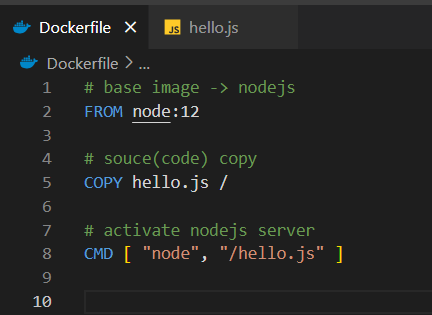 Dockerfile ✕ JS hello.js
Dockerfile > ...
1 # base image -> nodejs
2 FROM node:12
3
4 # souce(code) copy
5 COPY hello.js /
6
7 # activate nodejs server
8 CMD [ "node", "/hello.js" ]
9
10